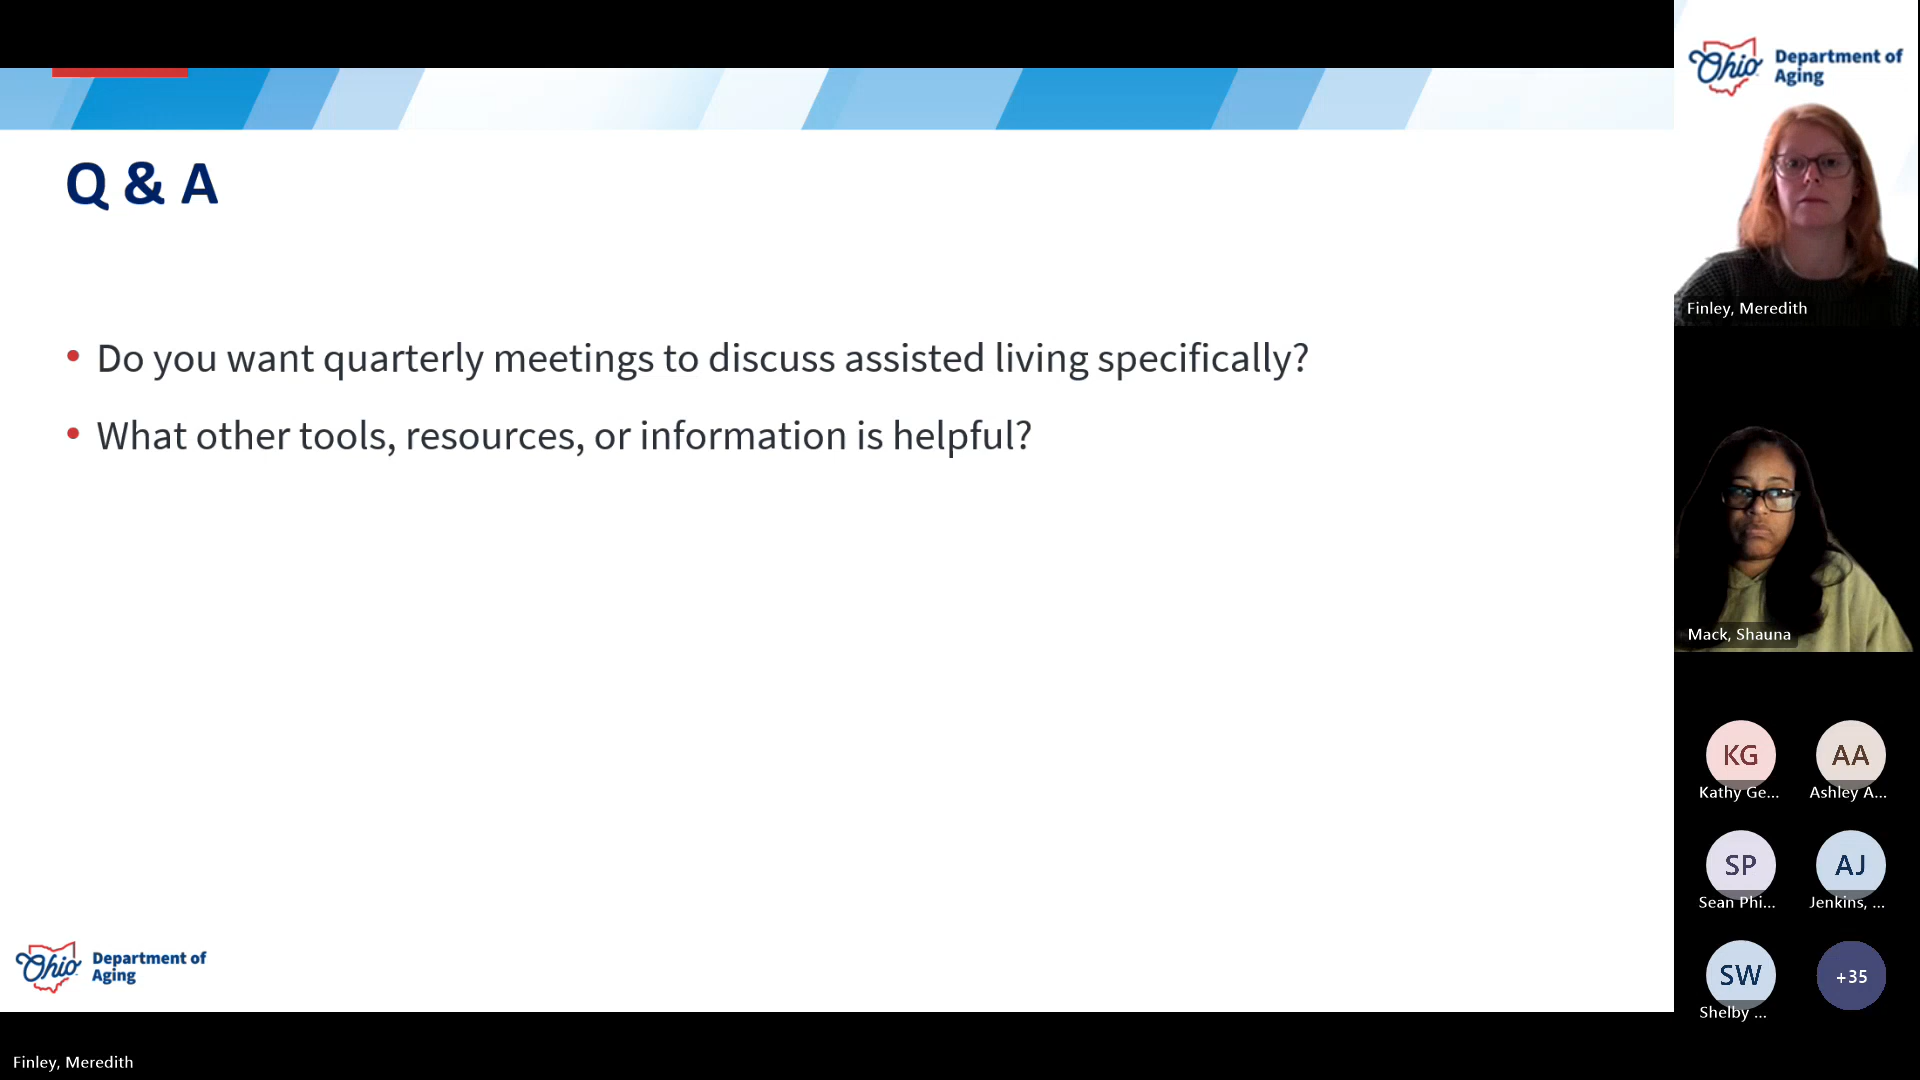 Q & A
• Do you want quarterly meetings to discuss assisted living specifically?
• What other tools, resources, or information is helpful?
Ohio Department of
Aging
Finley, Meredith
Ohio Department of
Aging
Finley, Meredith
Mack, Shauna
KG AA
Kathy Ge... Ashley A...
SP AJ
Sean Phi... Jenkins, ...
SW +35
Shelby ...